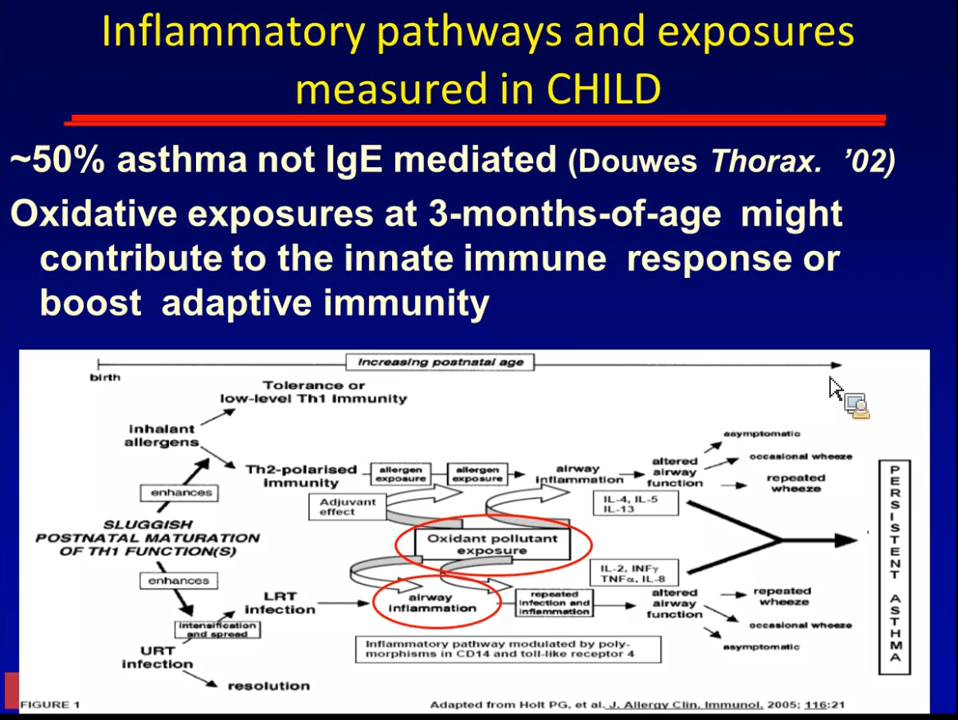 Inflammatory pathways and exposures
measured in CHILD
~50% asthma not IgE mediated (Douwes Thorax. ’02)
Oxidative exposures at 3-months-of-age might
contribute to the innate immune response or
boost adaptive immunity
Increasing postnatal age
birth
Tolerance or
low-level Th1 Immunity
inhalant
allergens
Th2-polarised
Immunity
allergen
exposure
allergen
exposure
airway
inflammation
altered
airway
function
asymptomatic
occasional wheeze
repeated
wheeze
enhances
Adjuvant
effect
IL-4, IL-5
IL-13
SLUGGISH
POSTNATAL MATURATION
OF TH1 FUNCTION(S)
Oxidant pollutant
exposure
IL-2, INFγ
TNFα, IL-8
enhances
LRT
infection
airway
inflammation
repeated
infection and
inflammation
altered
airway
function
repeated
wheeze
occasional wheeze
asymptomatic
intensification
and spread
URT
infection
resolution
Inflammatory pathway modulated by poly-
morphisms in CD14 and toll-like receptor 4
PERSISTENT ASTHMA
FIGURE 1
Adapted from Holt PG, et al. J. Allergy Clin. Immunol. 2005; 116:21